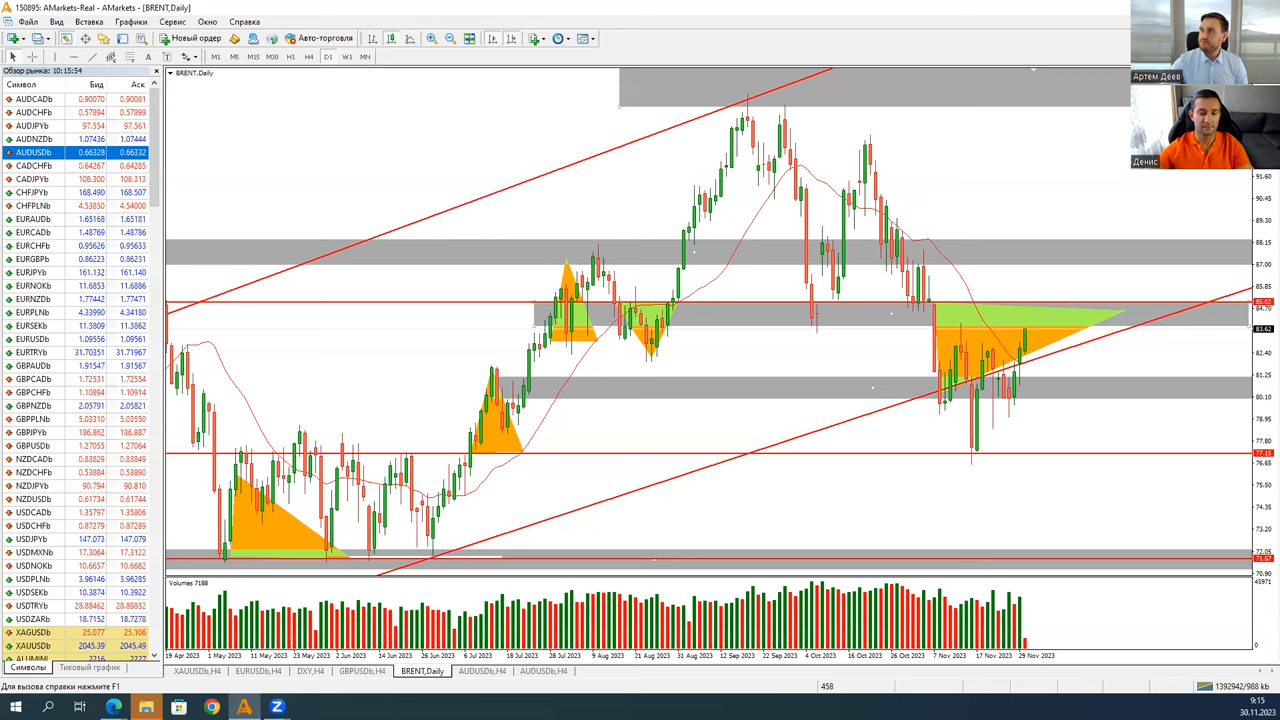 150895: AMarkets-Real - AMarkets - [BRENT,Daily]
Файл Вид Вставка Графики Сервис Окно Справка
Новый ордер Авто-торговля
M1 M5 M15 M30 H1 H4 D1 W1 MN
Обзор рынка: 10:15:54
Символ Бид Аск
AUDCADb 0.90070 0.90081
AUDCHFb 0.57894 0.57899
AUDJPYb 97.554 97.561
AUDNZDb 1.07436 1.07444
AUDUSDb 0.66328 0.66332
CADCHFb 0.64267 0.64285
CADJPYb 108.300 108.313
CHFJPYb 168.490 168.507
CHFPLNb 4.53850 4.54000
EURAUDb 1.65168 1.65181
EURCADb 1.48769 1.48786
EURCHFb 0.95626 0.95633
EURGBPb 0.86223 0.86231
EURJPYb 161.132 161.140
EURNOKb 11.6853 11.6886
EURNZDb 1.77442 1.77471
EURPLNb 4.33990 4.34180
EURSEKb 11.3809 11.3862
EURUSDb 1.09556 1.09561
EURTRYb 31.70351 31.71967
GBPAUDb 1.91547 1.91567
GBPCADb 1.72531 1.72554
GBPCHFb 1.10894 1.10914
GBPNZDb 2.05791 2.05821
GBPPLNb 5.03310 5.03550
GBPJPYb 186.862 186.887
GBPUSDb 1.27055 1.27064
NZDCADb 0.83829 0.83849
NZDCHFb 0.53884 0.53890
NZDJPYb 90.794 90.810
NZDUSDb 0.61734 0.61744
USDCADb 1.35797 1.35806
USDCHFb 0.87279 0.87289
USDJPYb 147.073 147.079
USDMXNb 17.3064 17.3122
USDNOKb 10.6657 10.6682
USDPLNb 3.96146 3.96285
USDSEKb 10.3874 10.3922
USDTRYb 28.88462 28.89832
USDZARb 18.7152 18.7278
XAGUSDb 25.077 25.106
XAUUSDb 2045.39 2045.49
ALUMINI 2216 2227
Символы Тиковый график
BRENT,Daily
Артем Деев
Денис
91.60
90.45
89.30
88.15
87.00
85.85
85.02
84.70
83.62
82.40
81.25
80.10
78.95
77.80
77.15
76.65
75.50
74.35
73.20
72.05
71.67
70.90
Volumes 7188
45971
0
19 Apr 2023 1 May 2023 11 May 2023 23 May 2023 2 Jun 2023 14 Jun 2023 26 Jun 2023 6 Jul 2023 18 Jul 2023 28 Jul 2023 9 Aug 2023 21 Aug 2023 31 Aug 2023 12 Sep 2023 22 Sep 2023 4 Oct 2023 16 Oct 2023 26 Oct 2023 7 Nov 2023 17 Nov 2023 29 Nov 2023
XAUUSDb,H4 EURUSDb,H4 DXY,H4 GBPUSDb,H4 BRENT,Daily AUDUSDb,H4 AUDUSDb,H4
Для вызова справки нажмите F1 458 1392942/988 kb
9:15
30.11.2023